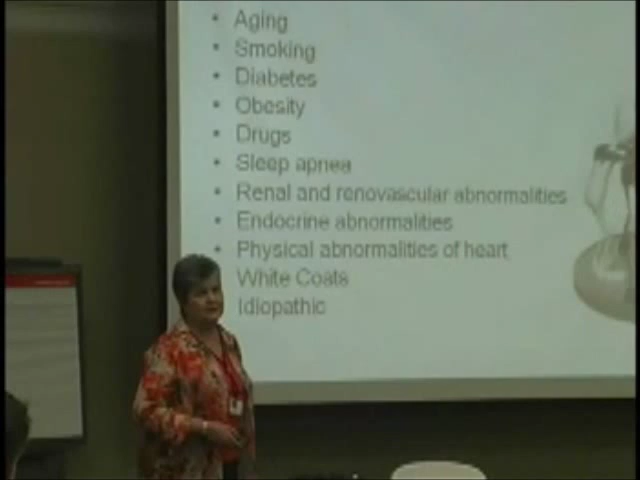 • Aging
• Smoking
• Diabetes
• Obesity
• Drugs
• Sleep apnea
• Renal and renovascular abnormalities
• Endocrine abnormalities
• Physical abnormalities of heart
White Coats
Idiopathic